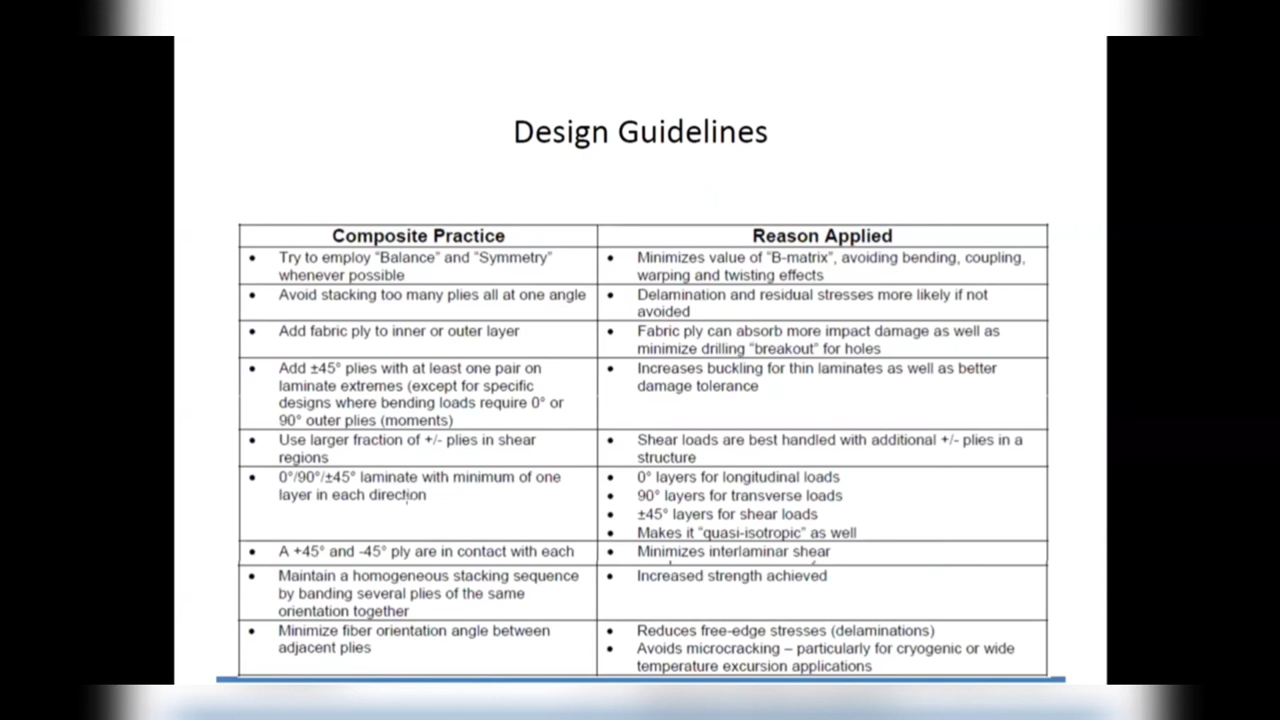 Design Guidelines
Composite Practice
Reason Applied
• Try to employ "Balance" and "Symmetry"
whenever possible
• Minimizes value of "B-matrix", avoiding bending, coupling,
warping and twisting effects
• Avoid stacking too many plies all at one angle
• Delamination and residual stresses more likely if not
avoided
• Add fabric ply to inner or outer layer
• Fabric ply can absorb more impact damage as well as
minimize drilling "breakout" for holes
• Add ±45° plies with at least one pair on
laminate extremes (except for specific
designs where bending loads require 0° or
90° outer plies (moments)
• Increases buckling for thin laminates as well as better
damage tolerance
• Use larger fraction of +/- plies in shear
regions
• Shear loads are best handled with additional +/- plies in a
structure
• 0°/90°/±45° laminate with minimum of one
layer in each direction
• 0° layers for longitudinal loads
• 90° layers for transverse loads
• ±45° layers for shear loads
• Makes it "quasi-isotropic" as well
• A +45° and -45° ply are in contact with each
• Minimizes interlaminar shear
• Maintain a homogeneous stacking sequence
by banding several plies of the same
orientation together
• Increased strength achieved
• Minimize fiber orientation angle between
adjacent plies
• Reduces free-edge stresses (delaminations)
• Avoids microcracking – particularly for cryogenic or wide
temperature excursion applications